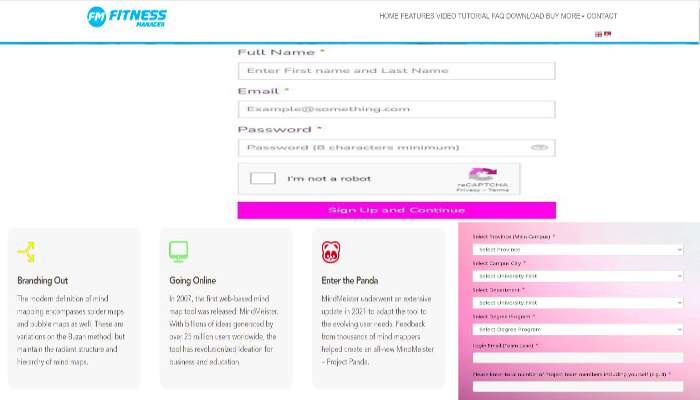 FM FITNESS
MANAGER
HOME FEATURES VIDEO TUTORIAL FAQ DOWNLOAD BUY MORE CONTACT
Full Name *
Enter First name and Last Name
Email *
Example@something.com
Password *
Password (8 characters minimum)
I'm not a robot
reCAPTCHA
Privacy - Terms
Sign Up and Continue
Branching Out
The modern definition of mind
mapping encompasses spider maps
and bubble maps as well. These are
variations on the Buzan method, but
maintain the radiant structure and
hierarchy of mind maps.
Going Online
In 2007, the first web-based mind
map tool was released: MindMeister.
With billions of ideas generated by
over 25 million users worldwide, the
tool has revolutionized ideation for
business and education.
Enter the Panda
MindMeister underwent an extensive
update in 2021 to adapt the tool to
the evolving user needs. Feedback
from thousands of mind mappers
helped create an all-new MindMeister
– Project Panda.
Select Province (Main Campus) *
Select Province
Select Campus City *
Select University First
Select Department *
Select University First
Select Degree Program *
Select Degree Program
Login Email (Team Lead) *
Please Enter total number of Project team members including yourself (e.g. 4) *